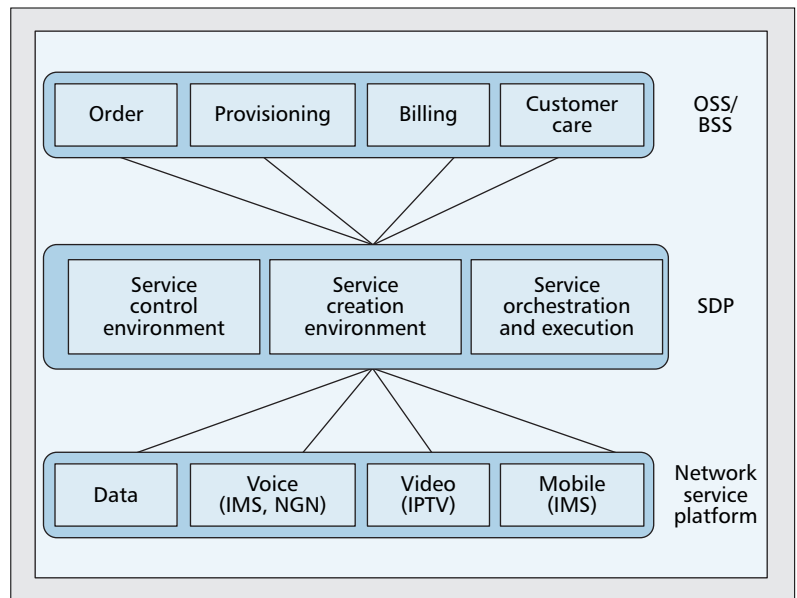 Order
Provisioning
Billing
Customer
care
OSS/
BSS
Service
control
environment
Service
creation
environment
Service
orchestration
and execution
SDP
Data
Voice
(IMS, NGN)
Video
(IPTV)
Mobile
(IMS)
Network
service
platform